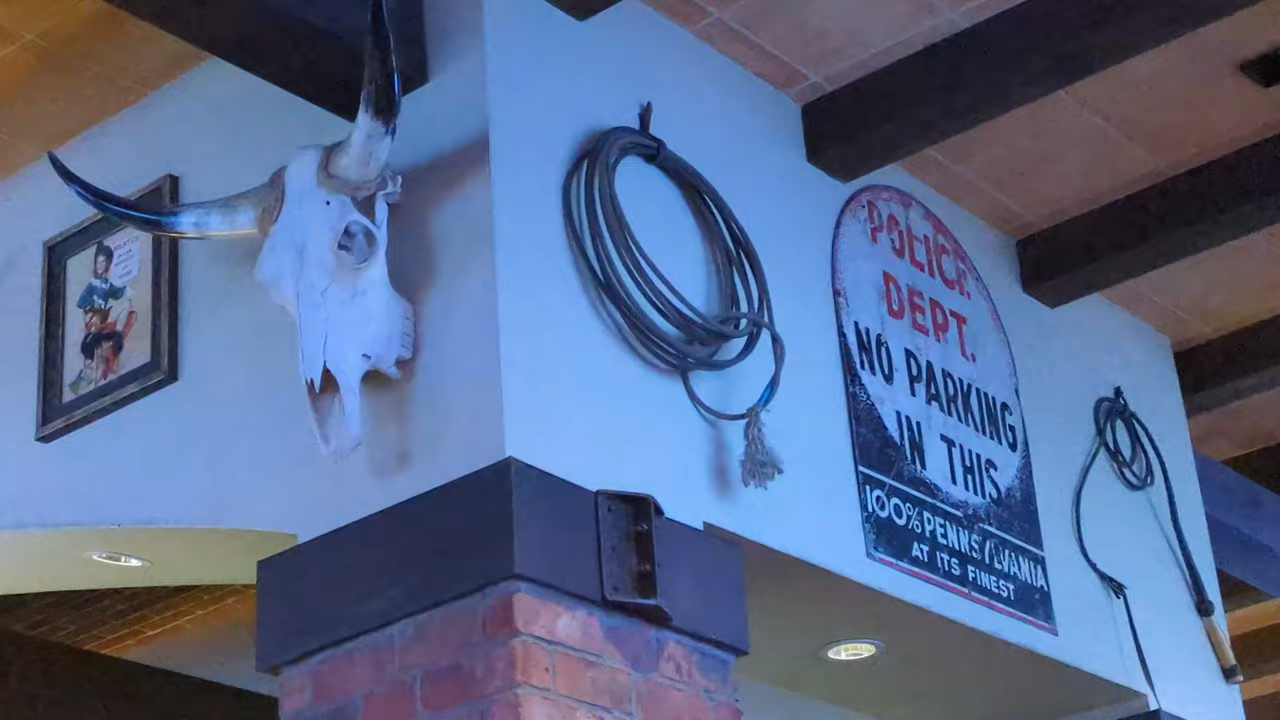 POLICE
DEPT.
NO PARKING
IN THIS
100% PENNSYLVANIA
AT ITS FINEST